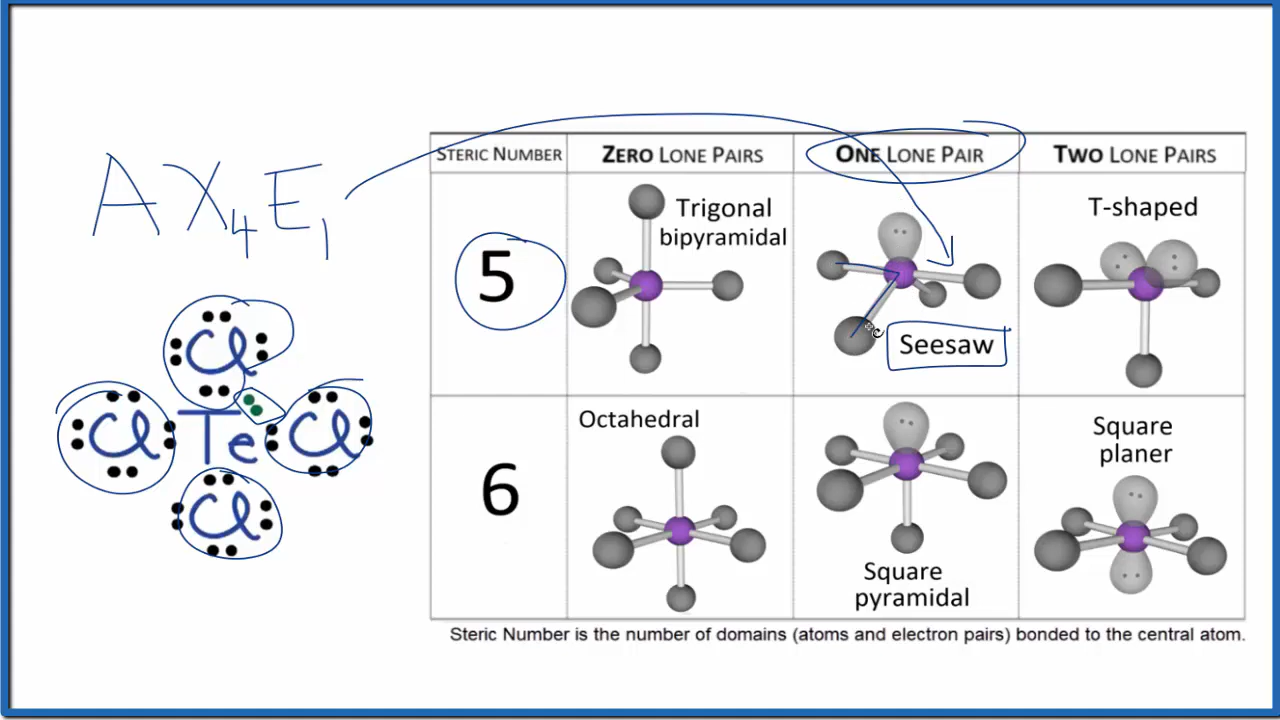 AX4E1
Cl
Cl Te Cl
Cl
STERIC NUMBER ZERO LONE PAIRS ONE LONE PAIR TWO LONE PAIRS
5
Trigonal
bipyramidal
Seesaw
T-shaped
6
Octahedral
Square
pyramidal
Square
planer
Steric Number is the number of domains (atoms and electron pairs) bonded to the central atom.